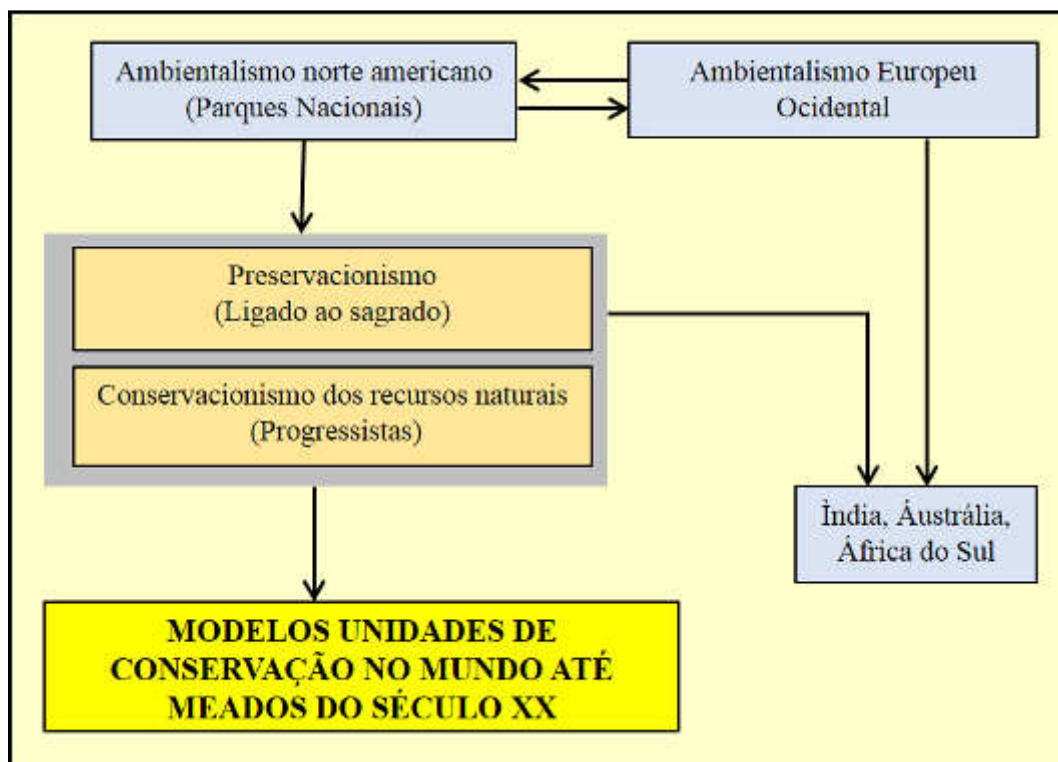 Ambientalismo norte americano
(Parques Nacionais)
Ambientalismo Europeu
Ocidental
Preservacionismo
(Ligado ao sagrado)
Conservacionismo dos recursos naturais
(Progressistas)
Ìndia, Áustrália,
África do Sul
MODELOS UNIDADES DE
CONSERVAÇÃO NO MUNDO ATÉ
MEADOS DO SÉCULO XX